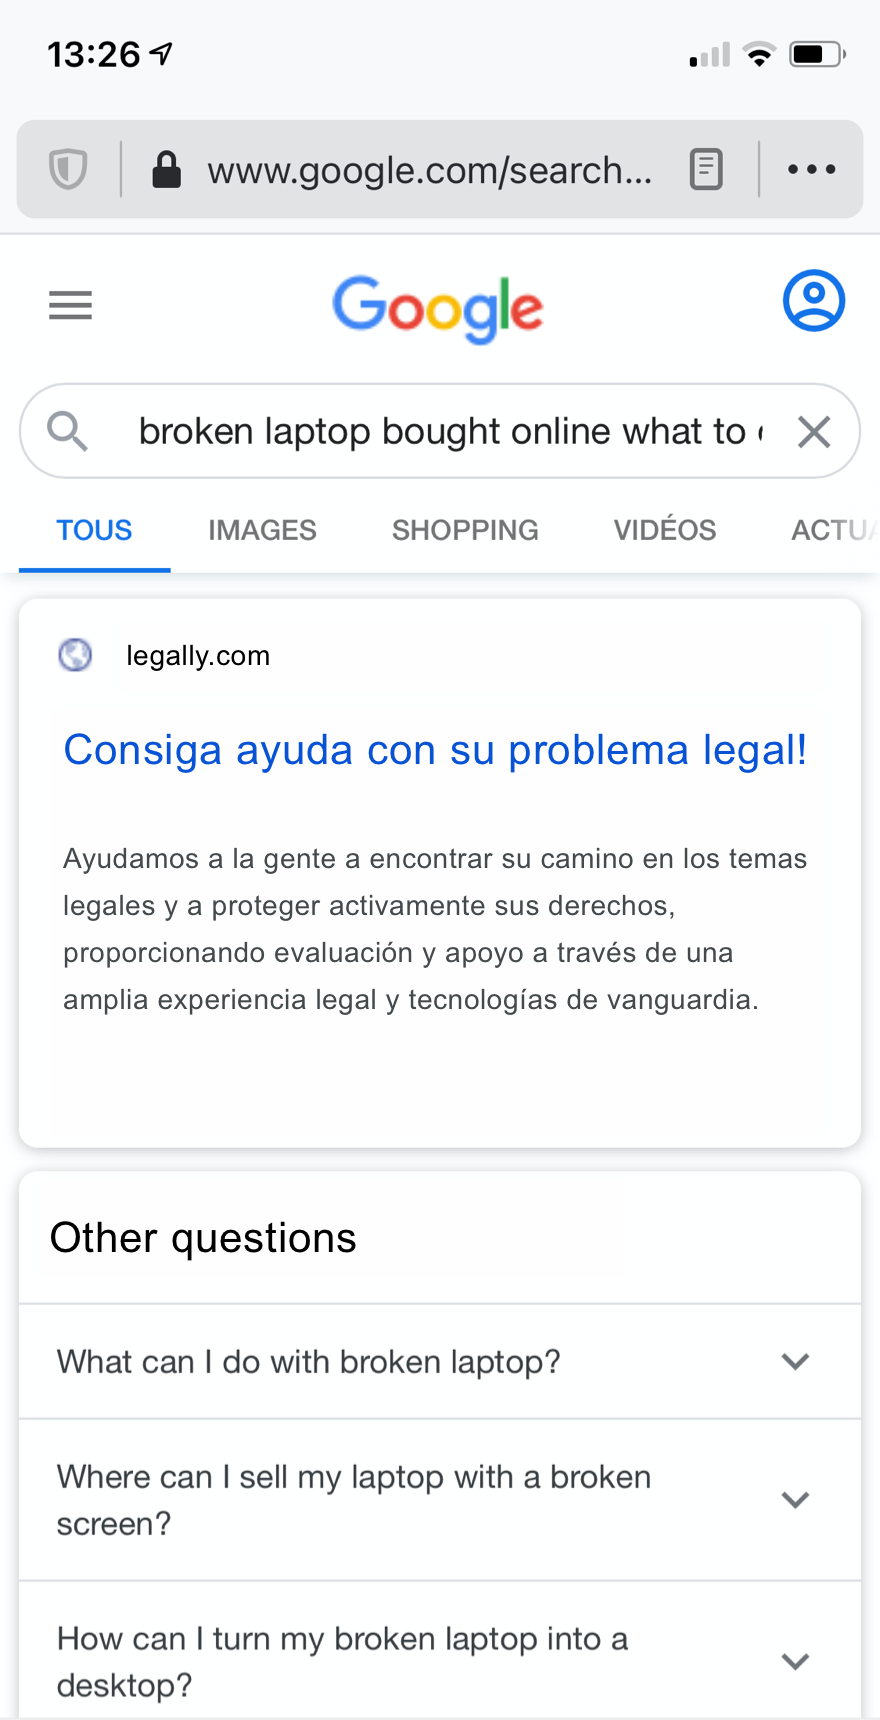 13:26
www.google.com/search...
Google
broken laptop bought online what to
TOUS IMAGES SHOPPING VIDÉOS ACTUA
legally.com
Consiga ayuda con su problema legal!
Ayudamos a la gente a encontrar su camino en los temas
legales y a proteger activamente sus derechos,
proporcionando evaluación y apoyo a través de una
amplia experiencia legal y tecnologías de vanguardia.
Other questions
What can I do with broken laptop?
Where can I sell my laptop with a broken
screen?
How can I turn my broken laptop into a
desktop?